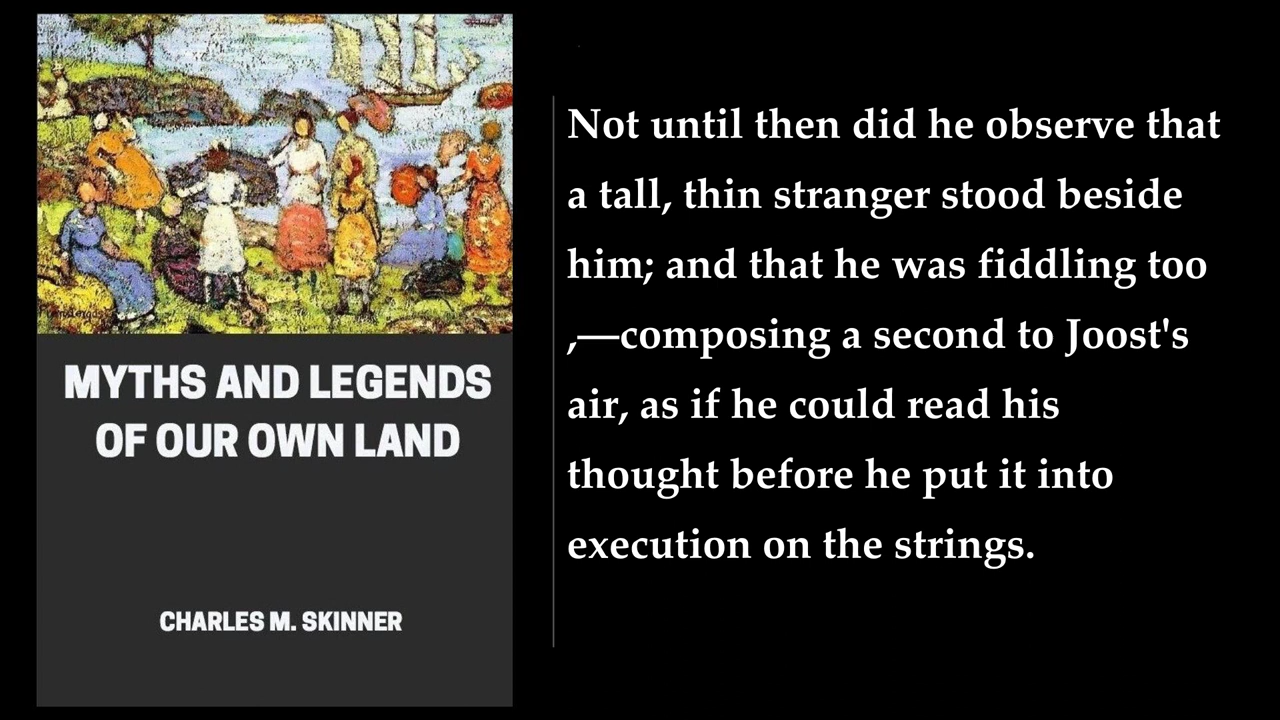 MYTHS AND LEGENDS
OF OUR OWN LAND
CHARLES M. SKINNER
Not until then did he observe that
a tall, thin stranger stood beside
him; and that he was fiddling too
,—composing a second to Joost's
air, as if he could read his
thought before he put it into
execution on the strings.